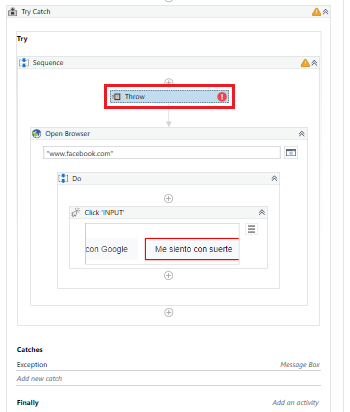 Try Catch
Try
Sequence
Throw
Open Browser
"www.facebook.com"
Do
Click 'INPUT'
con Google
Me siento con suerte
Catches
Exception
Message Box
Add new catch
Finally
Add an activity